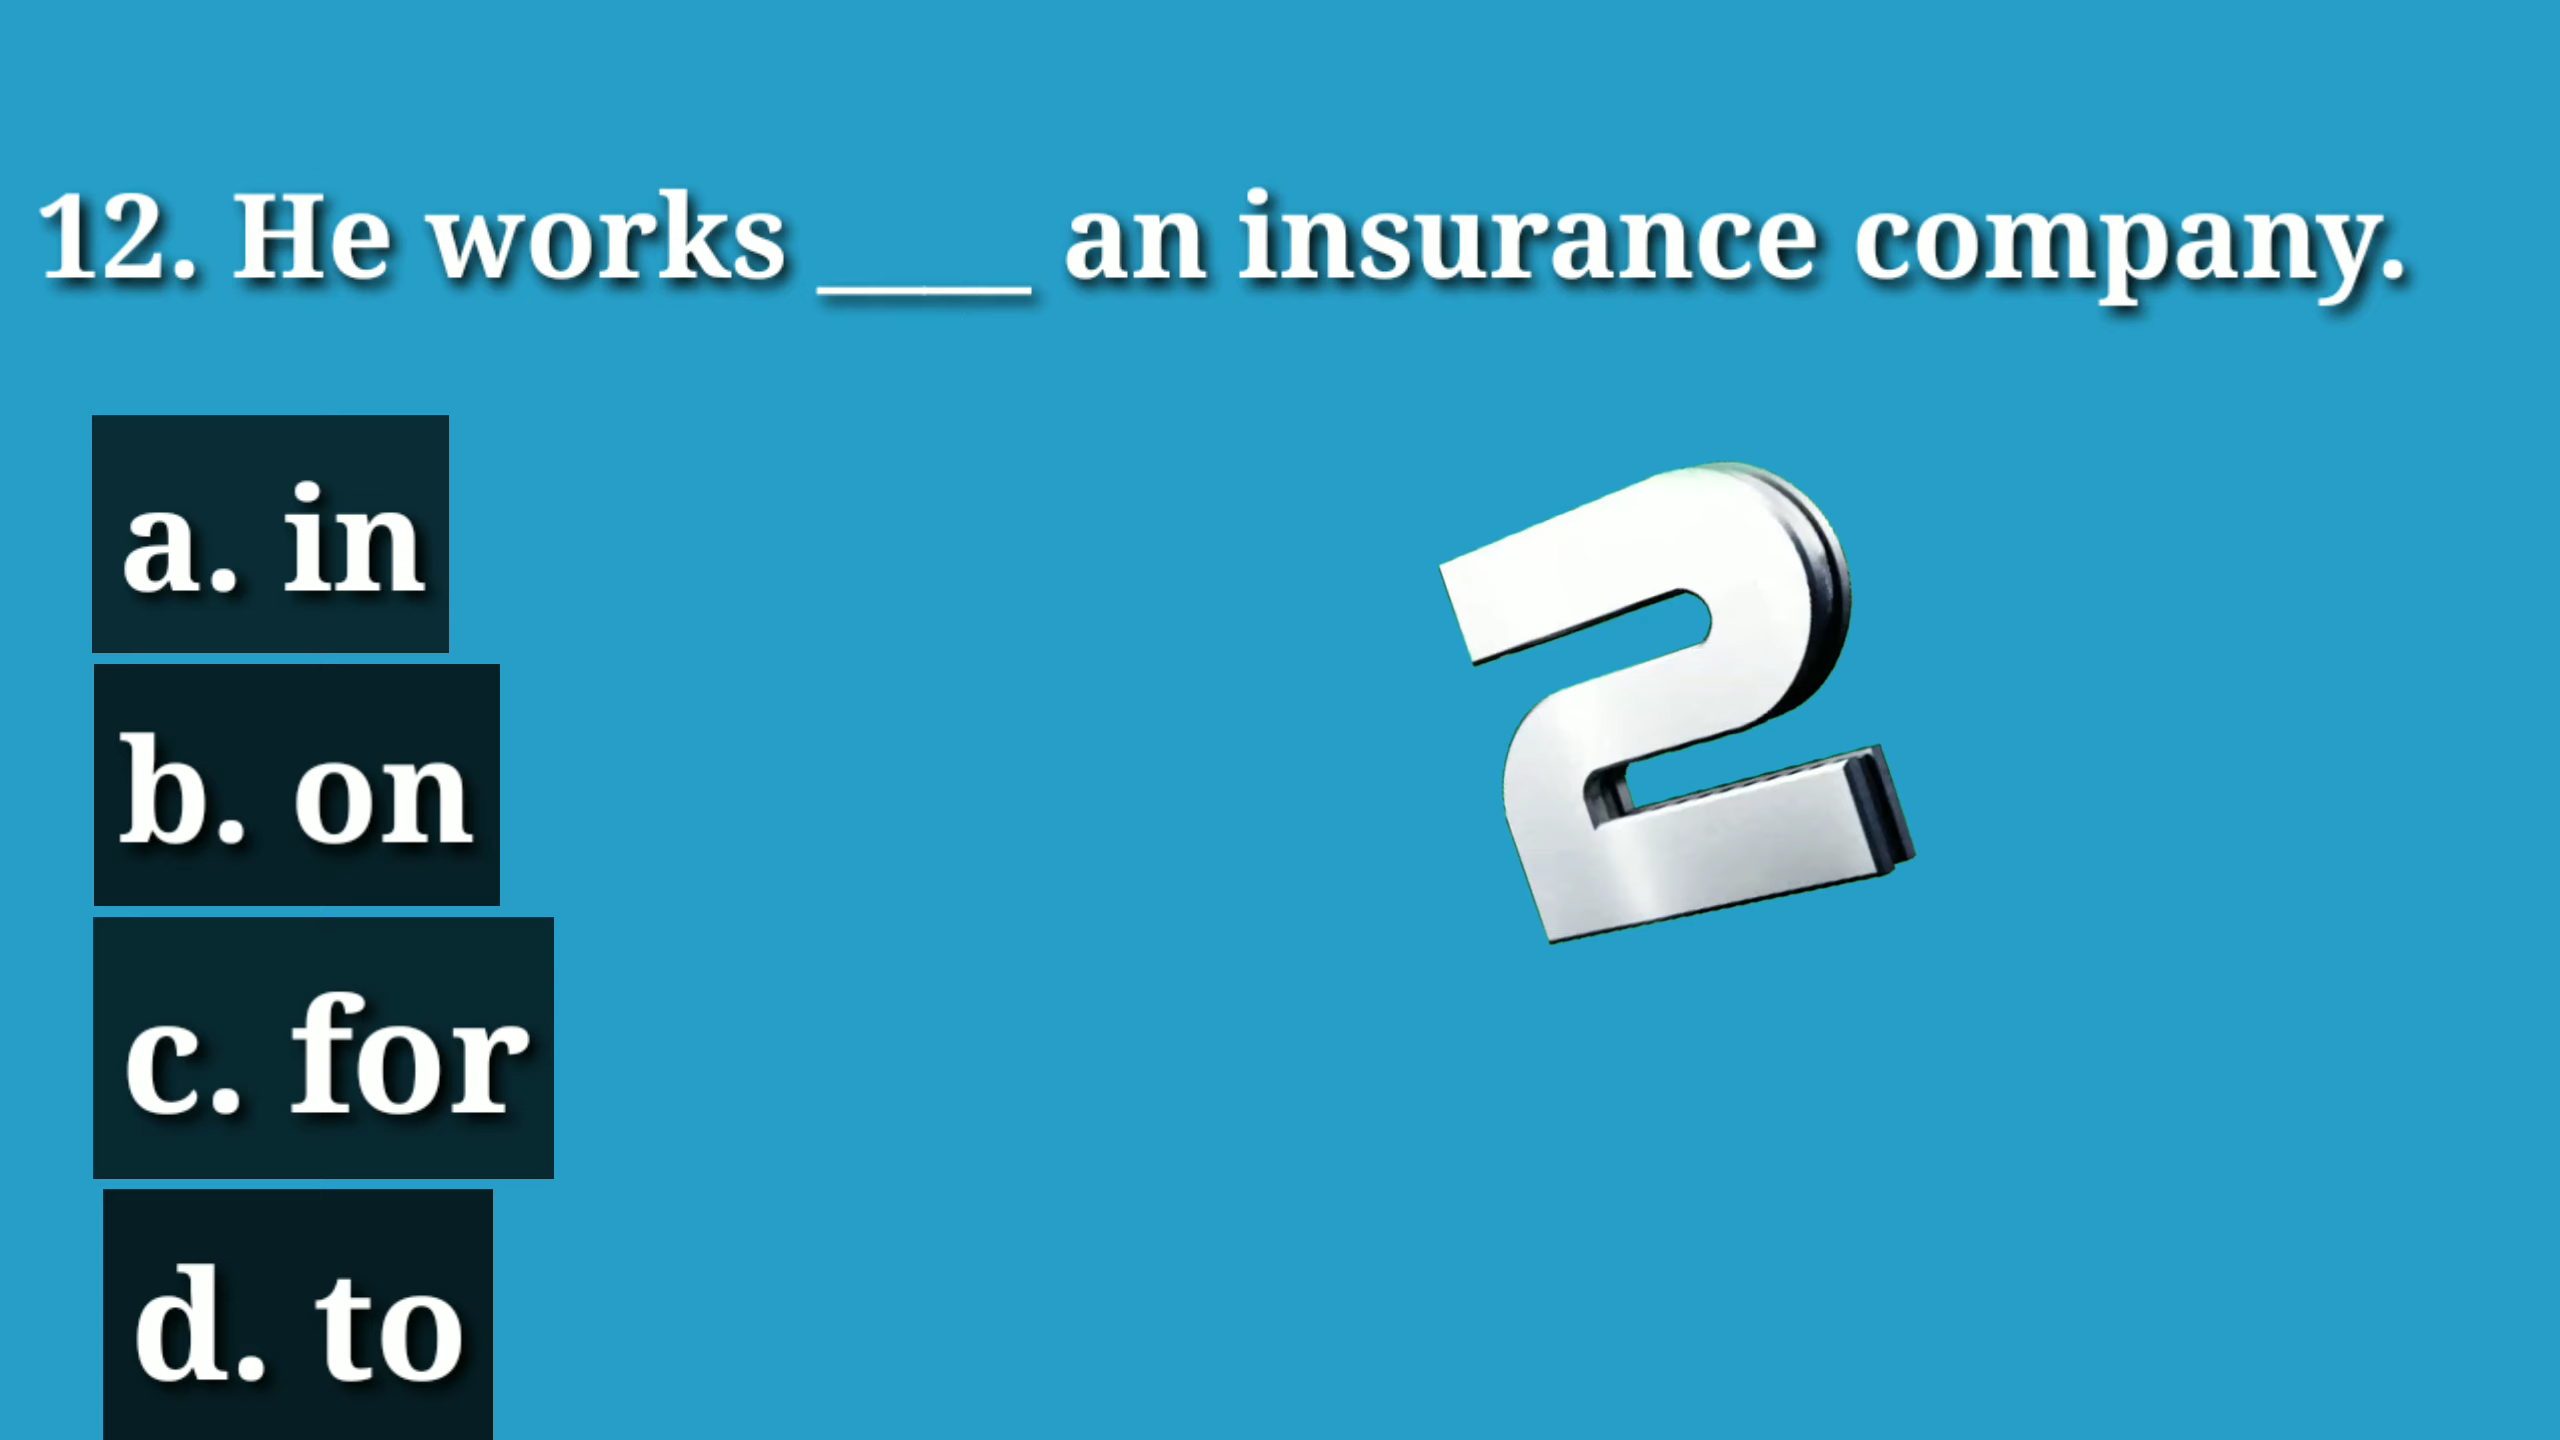 12. He works ____ an insurance company.
a. in
2
b. on
c. for
d. to